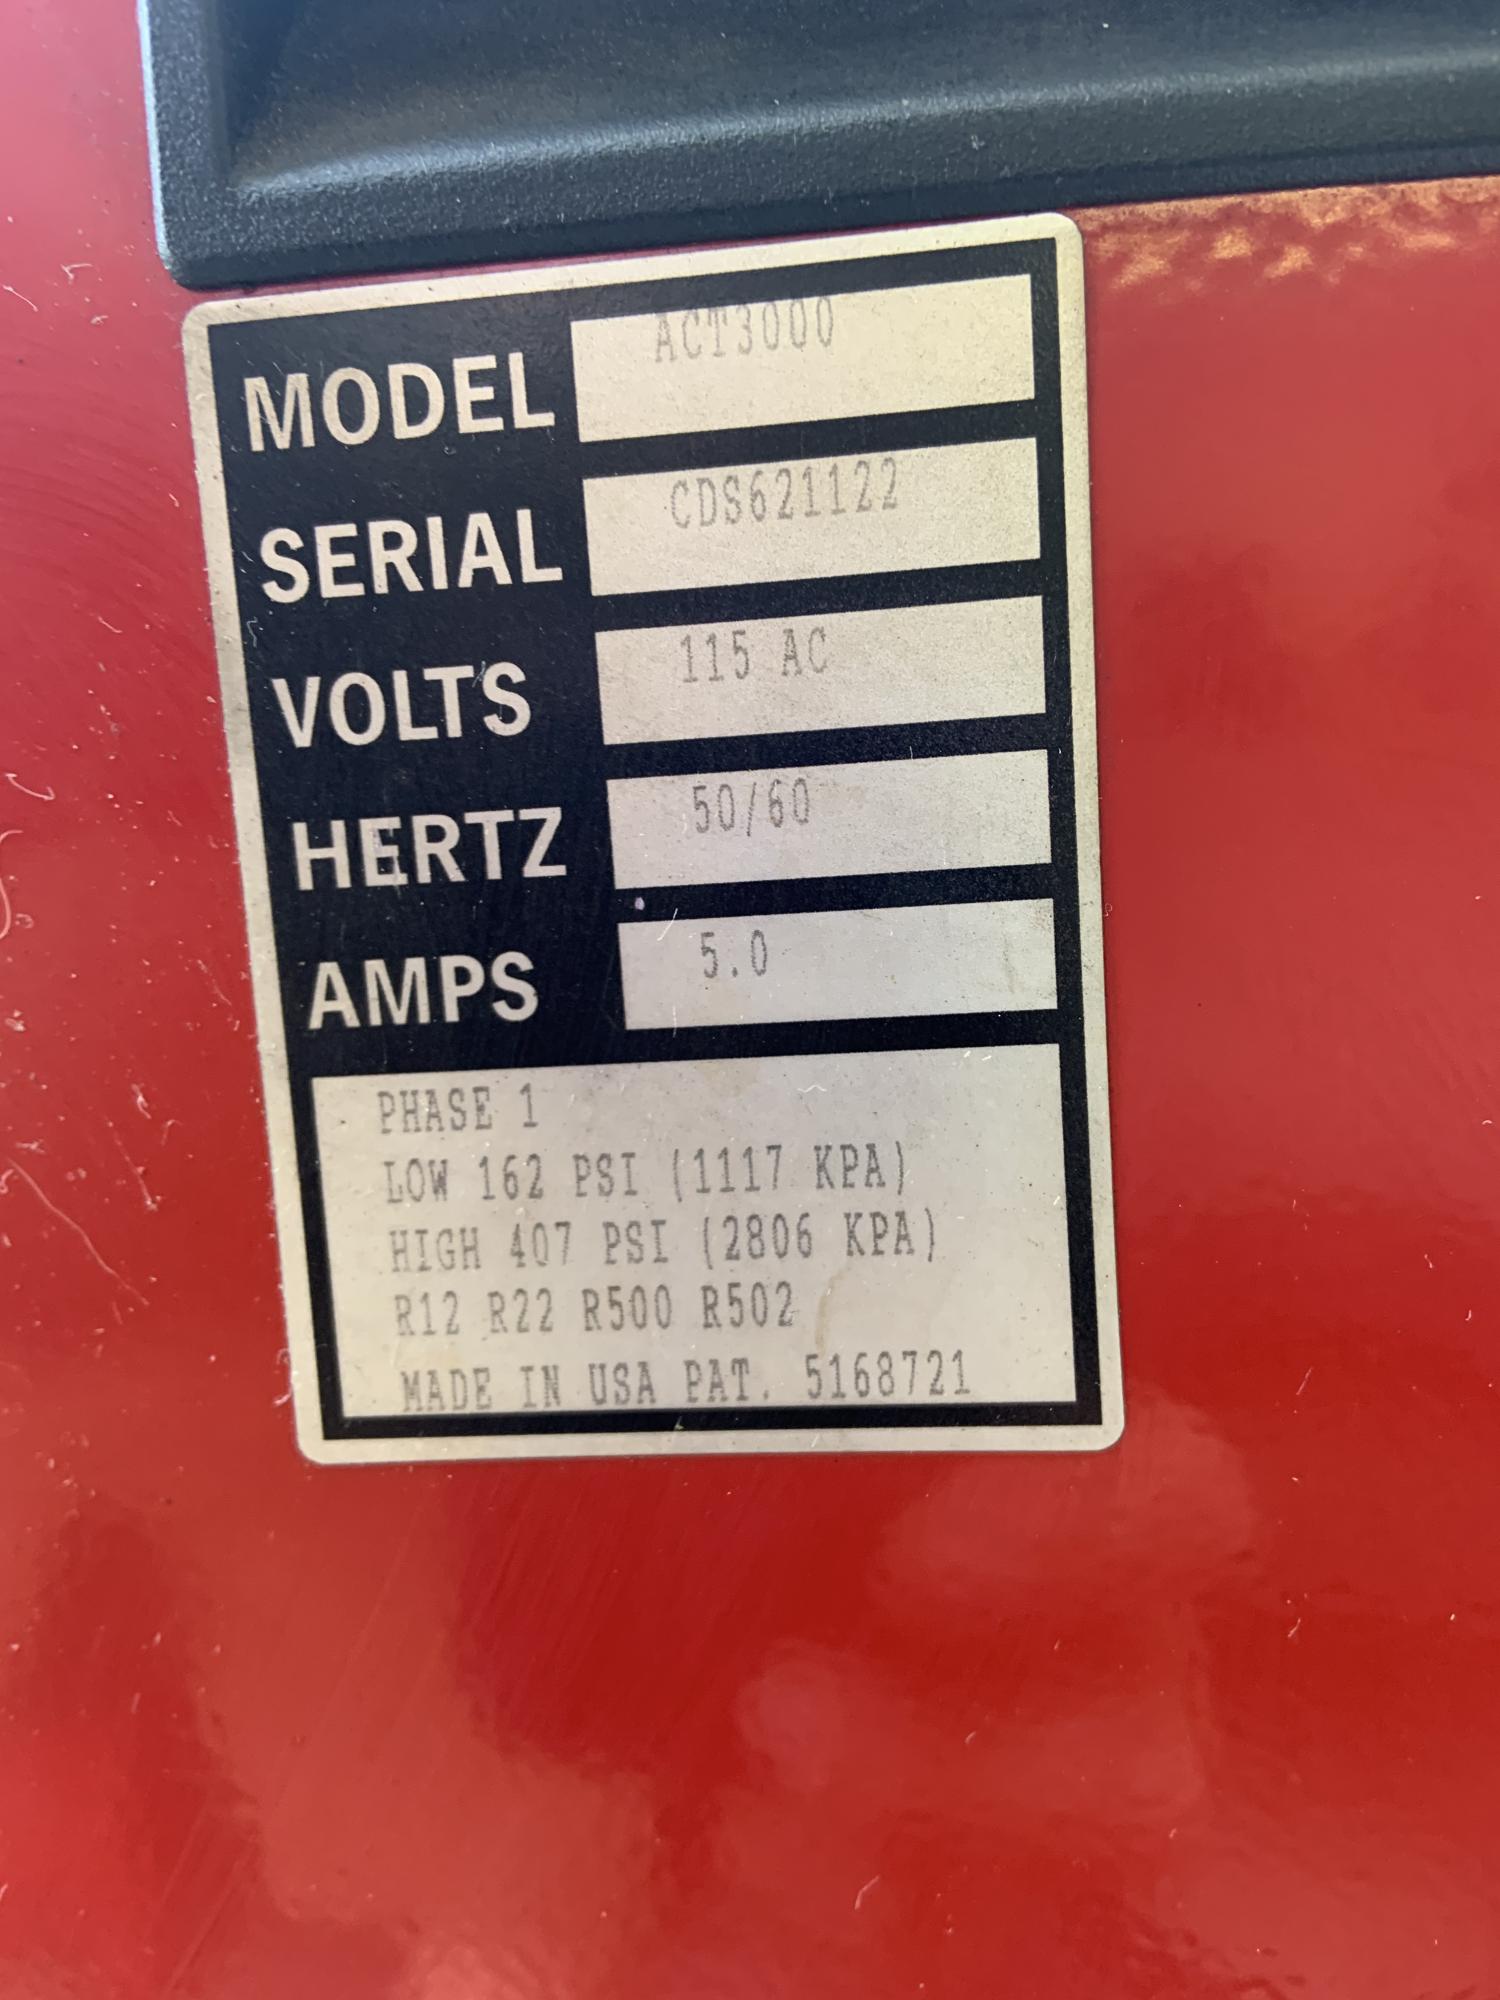 MODEL ACT3000
SERIAL CDS621122
VOLTS 115 AC
HERTZ 50/60
AMPS 5.0
PHASE 1
LOW 162 PSI (1117 KPA)
HIGH 407 PSI (2806 KPA)
R12 R22 R500 R502
MADE IN USA PAT. 5168721